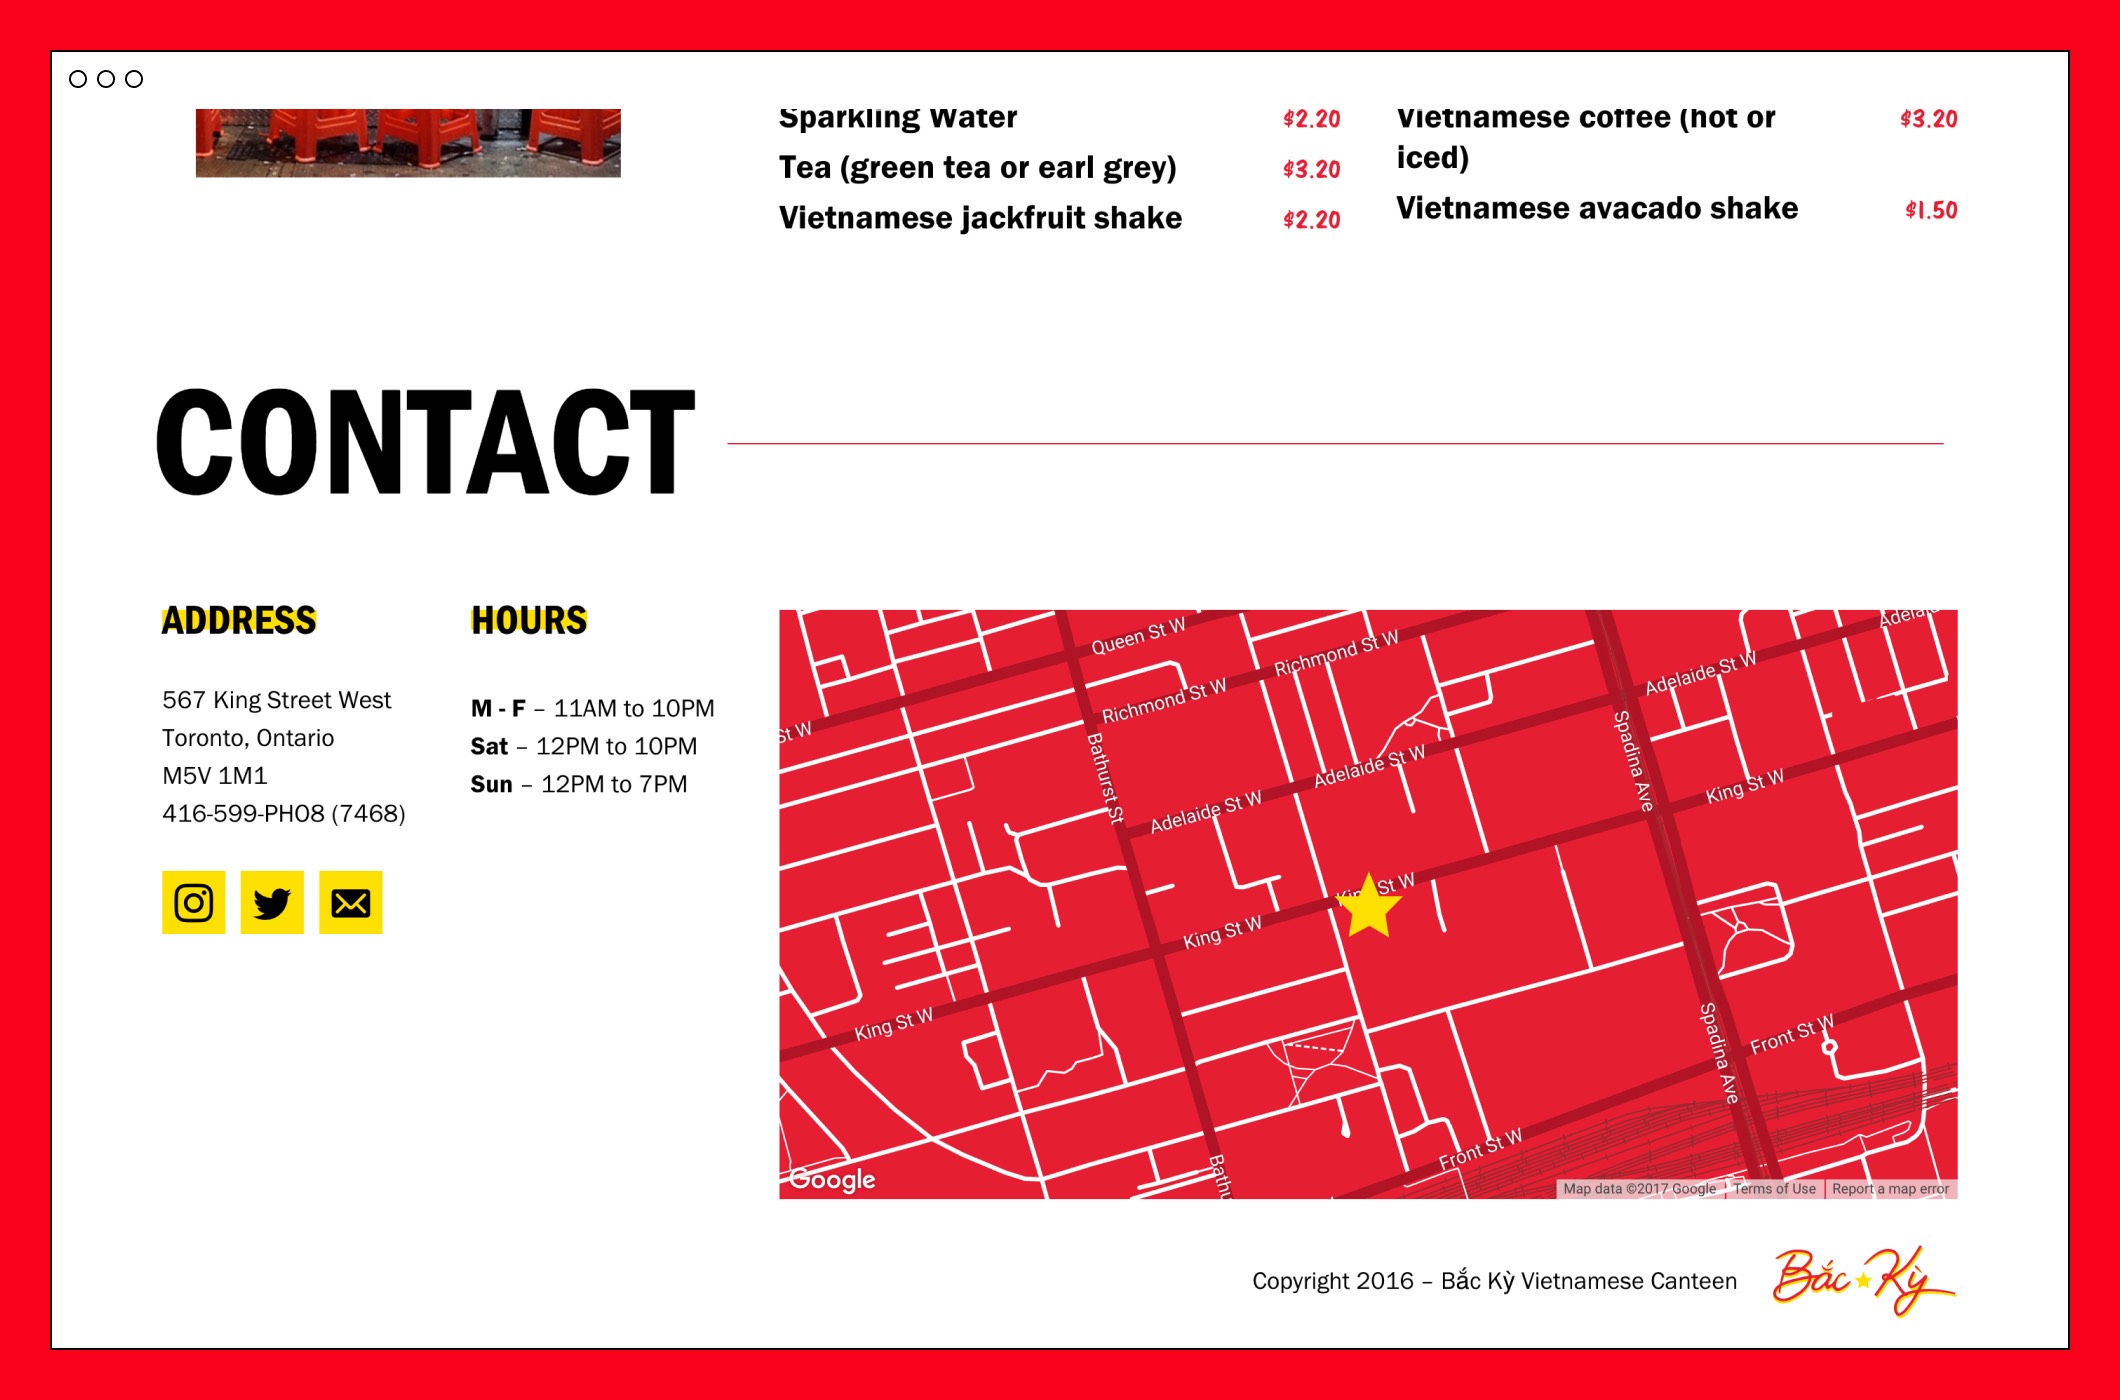 Sparkling Water $2.20
Tea (green tea or earl grey) $3.20
Vietnamese jackfruit shake $2.20
Vietnamese coffee (hot or $3.20
iced)
Vietnamese avacado shake $1.50
CONTACT
ADDRESS
567 King Street West
Toronto, Ontario
M5V 1M1
416-599-PHO8 (7468)
HOURS
M - F – 11AM to 10PM
Sat – 12PM to 10PM
Sun – 12PM to 7PM
Queen St W
Richmond St W
Richmond St W
Adelaide St W
St W
Bathurst St
Spadina Ave
Adelaide St W
Adelaide St W
King St W
King St W
King St W
King St W
Spadina Ave
Front St W
Front St W
Google
Map data ©2017 Google
Terms of Use
Report a map error
Copyright 2016 – Bắc Kỳ Vietnamese Canteen
Bắc Kỳ